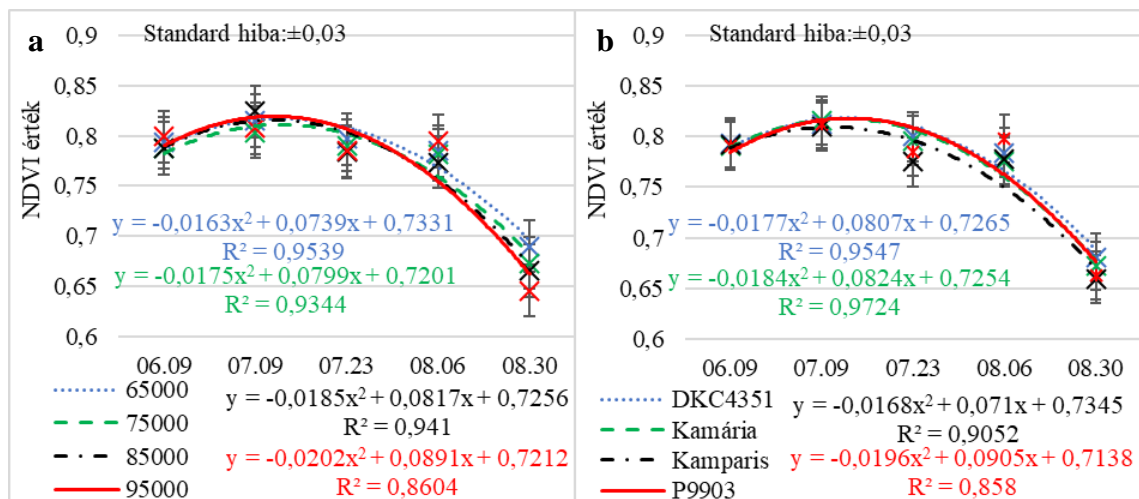 a
Standard hiba:±0,03
NDVI érték
0,9
0,85
0,8
0,75
0,7
0,65
0,6
y = -0,0163x² + 0,0739x + 0,7331
R² = 0,9539
y = -0,0175x² + 0,0799x + 0,7201
R² = 0,9344
06.09 07.09 07.23 08.06 08.30
65000
75000
85000
95000
y = -0,0185x² + 0,0817x + 0,7256
R² = 0,941
y = -0,0202x² + 0,0891x + 0,7212
R² = 0,8604
b
Standard hiba:±0,03
NDVI érték
0,9
0,85
0,8
0,75
0,7
0,65
0,6
y = -0,0177x² + 0,0807x + 0,7265
R² = 0,9547
y = -0,0184x² + 0,0824x + 0,7254
R² = 0,9724
06.09 07.09 07.23 08.06 08.30
DKC4351
Kamária
Kamparis
P9903
y = -0,0168x² + 0,071x + 0,7345
R² = 0,9052
y = -0,0196x² + 0,0905x + 0,7138
R² = 0,858